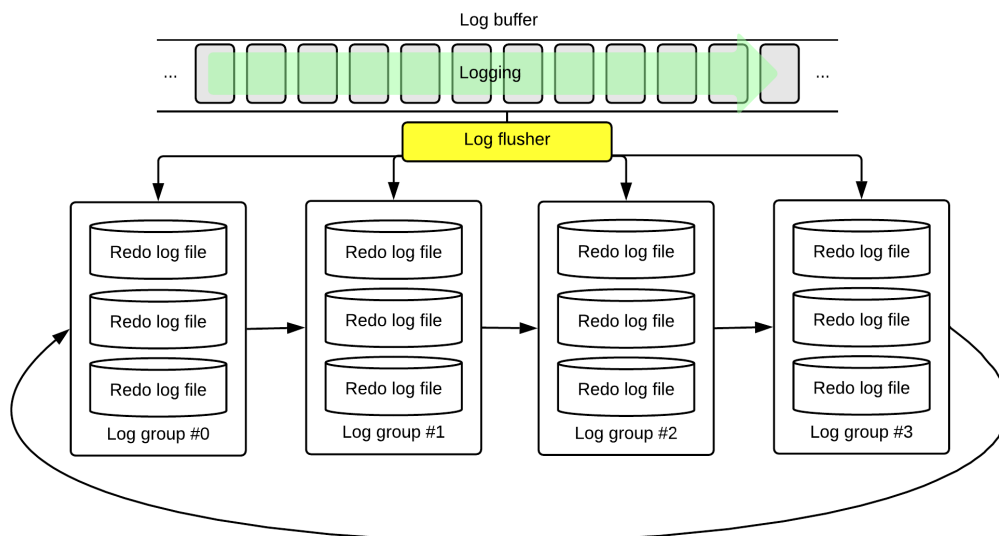 Log buffer
... Logging ...
Log flusher
Redo log file Redo log file Redo log file Redo log file
Redo log file Redo log file Redo log file Redo log file
Redo log file Redo log file Redo log file Redo log file
Log group #0 Log group #1 Log group #2 Log group #3